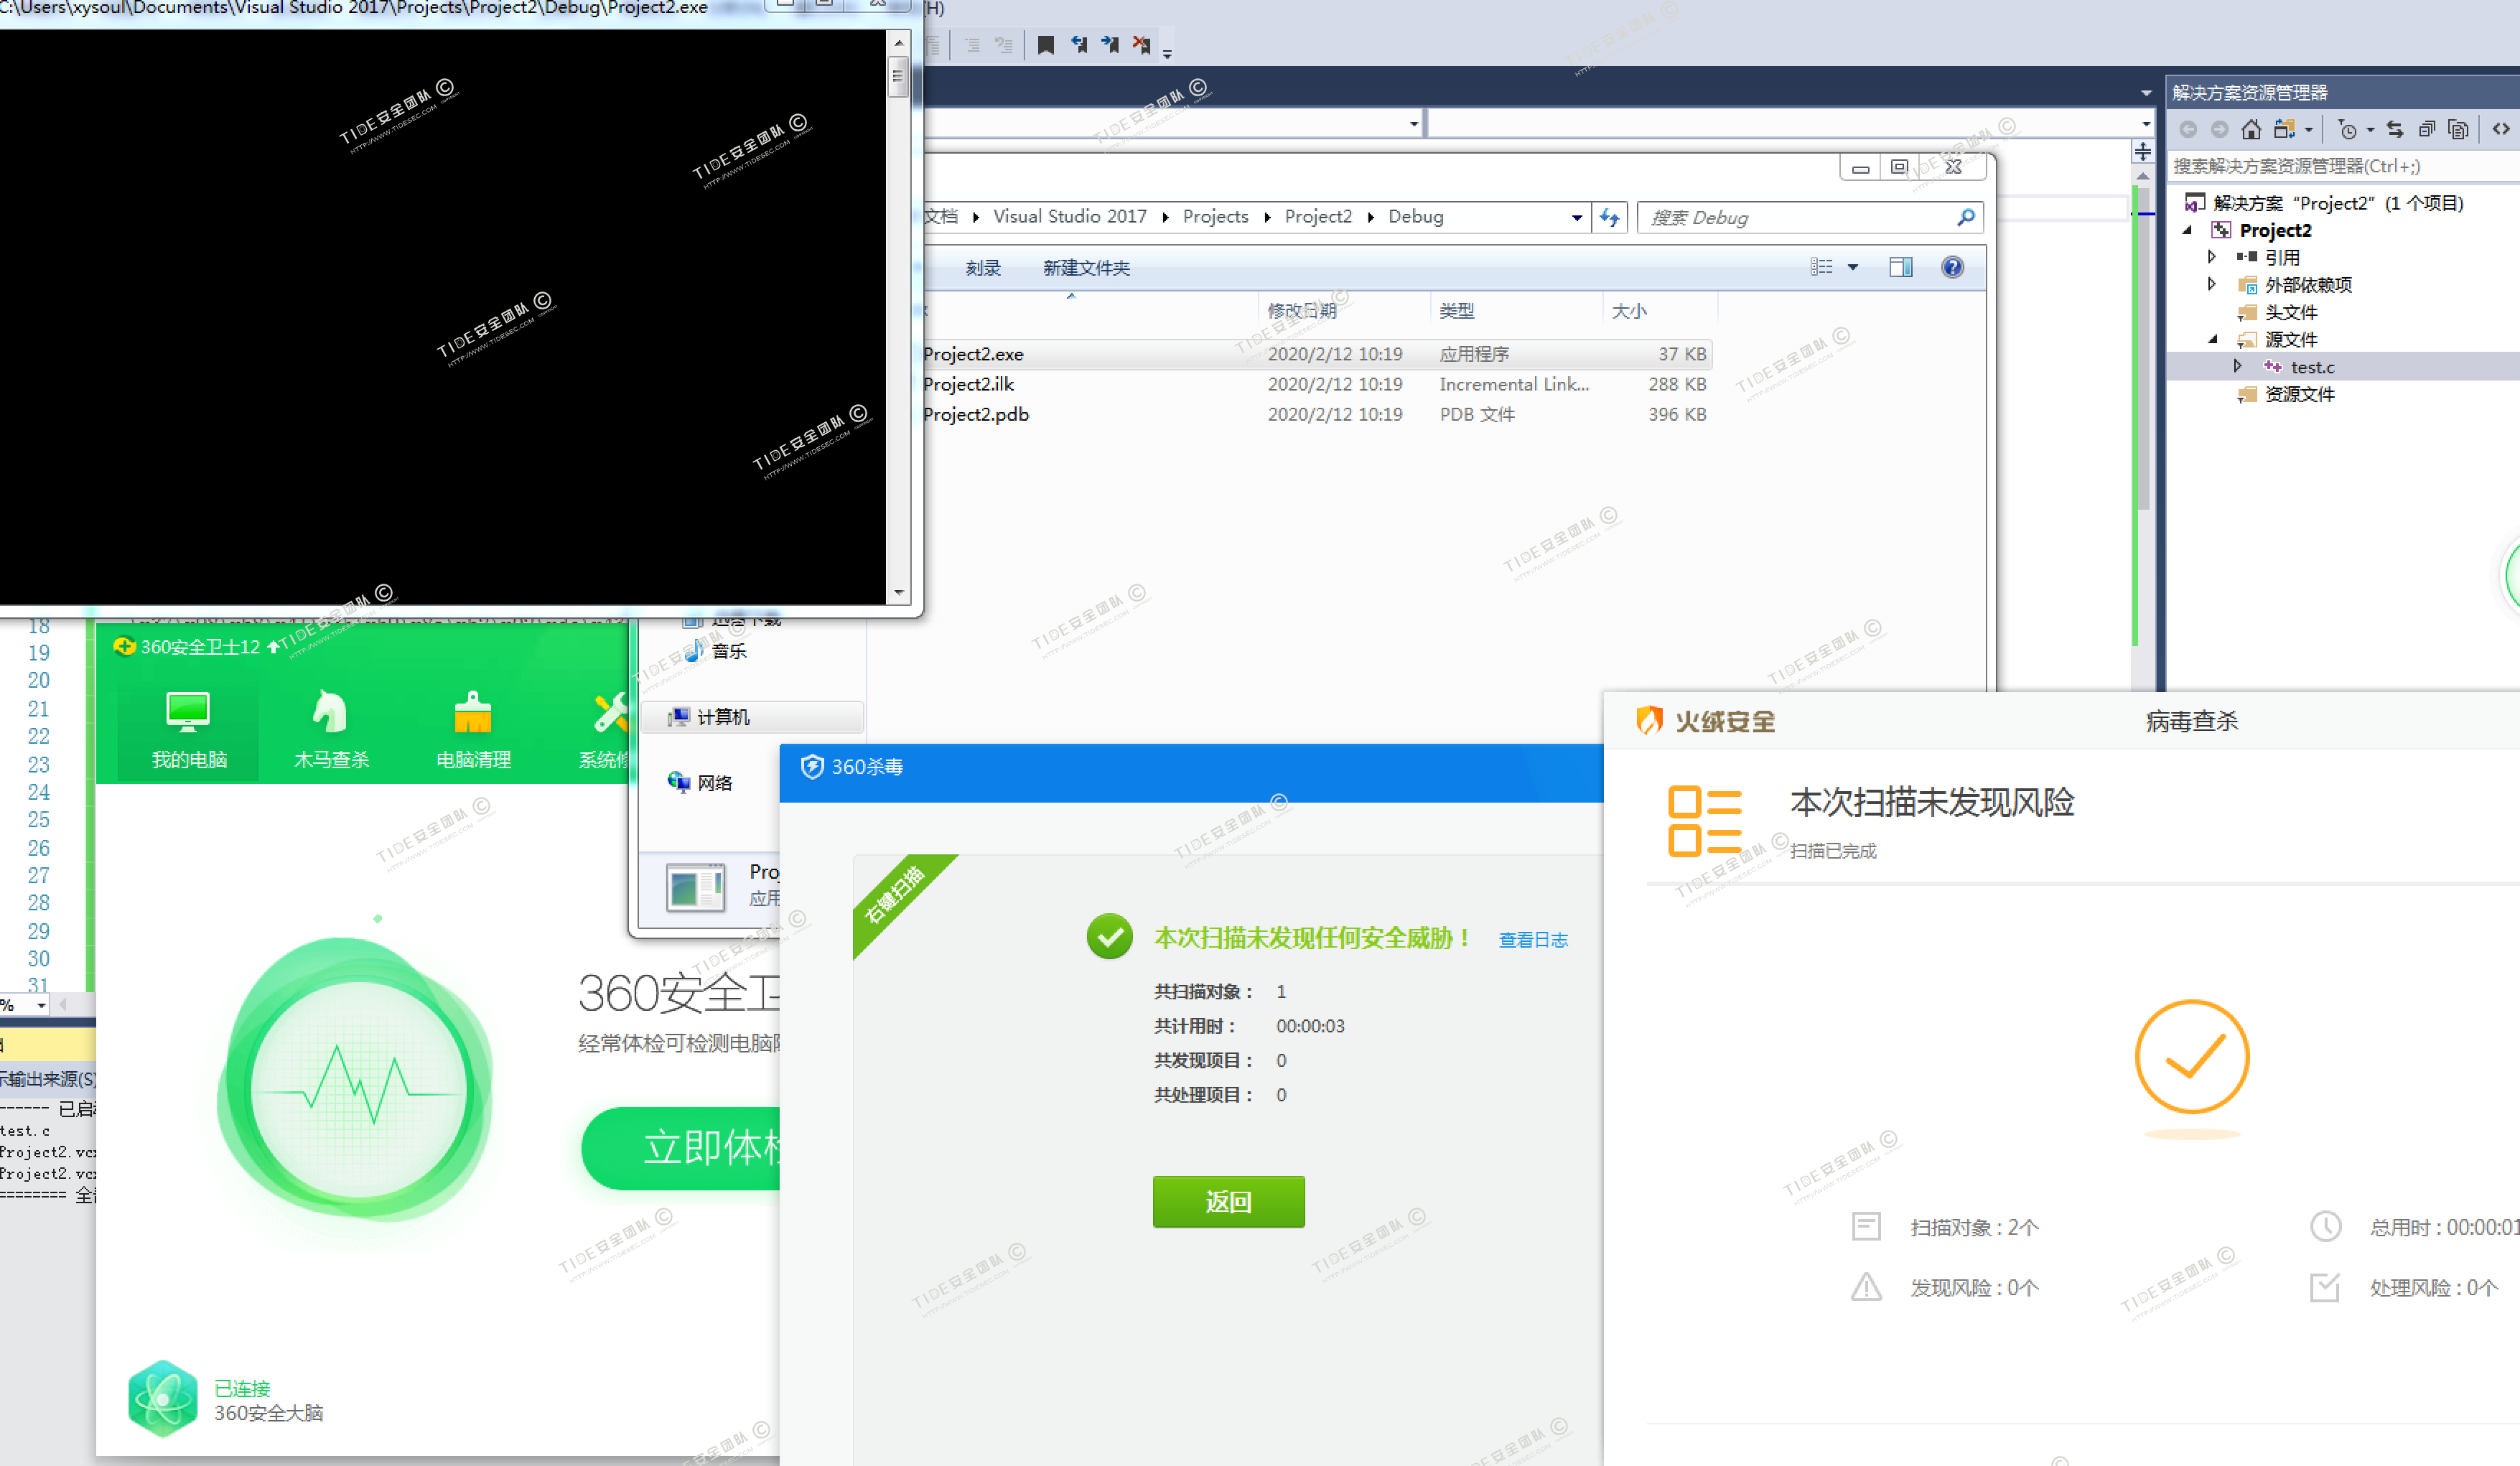 C:\Users\xysoul\Documents\Visual Studio 2017\Projects\Project2\Debug\Project2.exe
(H)
解决方案资源管理器
搜索解决方案资源管理器(Ctrl+;)
解决方案 "Project2" (1 个项目)
Project2
引用
外部依赖项
头文件
源文件
test.c
资源文件
文档 Visual Studio 2017 Projects Project2 Debug
搜索 Debug
刻录 新建文件夹
修改日期 类型 大小
Project2.exe 2020/2/12 10:19 应用程序 37 KB
Project2.ilk 2020/2/12 10:19 Incremental Link... 288 KB
Project2.pdb 2020/2/12 10:19 PDB 文件 396 KB
音乐
计算机
网络
18
19
20
21
22
23
24
25
26
27
28
29
30
31
%
360安全卫士12
我的电脑 木马查杀 电脑清理 系统修
360安全卫
经常体检可检测电脑
立即体检
已连接
360安全大脑
示输出来源(S)
------ 已启
test.c
Project2.vcx
Project2.vcx
======== 全
360杀毒
右键扫描
本次扫描未发现任何安全威胁！ 查看日志
共扫描对象： 1
共计用时： 00:00:03
共发现项目： 0
共处理项目： 0
返回
火绒安全
病毒查杀
本次扫描未发现风险
扫描已完成
扫描对象 : 2个
总用时 : 00:00:01
发现风险 : 0个
处理风险 : 0个
TIDE安全团队 ©
HTTP://WWW.TIDESEC.COM